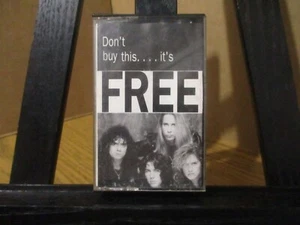 Don't
buy this. . . . it's
FREE